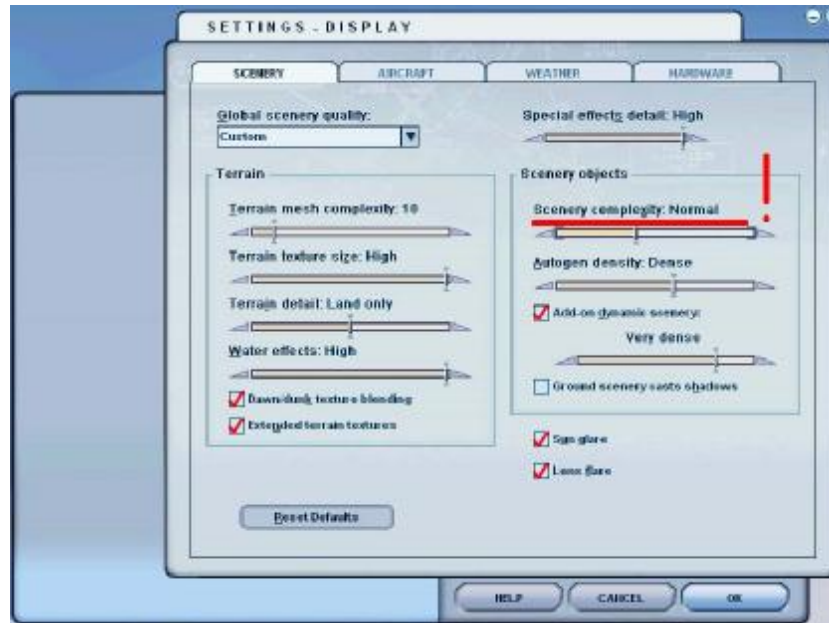 SETTINGS - DISPLAY
SCENERY AIRCRAFT WEATHER HARDWARE
Global scenery quality:
Custom
Special effects detail: High
Terrain
Terrain mesh complexity: 10
Terrain texture size: High
Terrain detail: Land only
Water effects: High
Dawn/dusk texture blending
Extended terrain textures
Scenery objects
!
Scenery complexity: Normal
Autogen density: Dense
Add-on dynamic scenery:
Very dense
Ground scenery casts shadows
Sun glare
Lens flare
Reset Defaults
HELP CANCEL OK